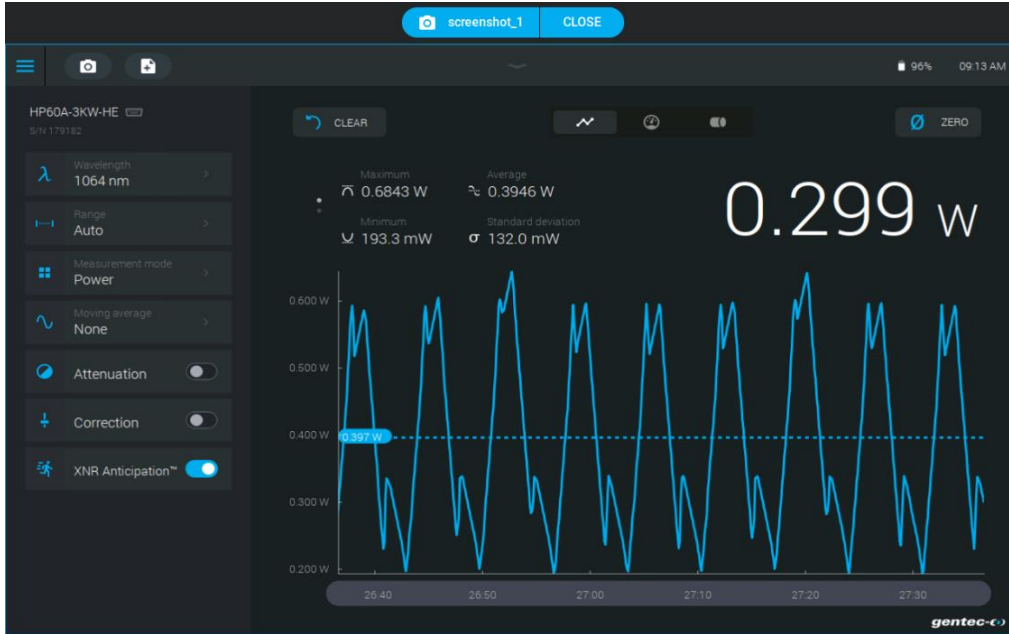 screenshot_1 CLOSE
96% 09:13 AM
HP60A-3KW-HE
S/N 179182
CLEAR
ZERO
Wavelength
1064 nm
Range
Auto
Measurement mode
Power
Moving average
None
Attenuation
Correction
XNR Anticipation™
Maximum
0.6843 W
Average
0.3946 W
Minimum
193.3 mW
Standard deviation
σ 132.0 mW
0.299 W
0.600 W
0.500 W
0.400 W
0.397 W
0.300 W
0.200 W
26:40 26:50 27:00 27:10 27:20 27:30
gentec-eo